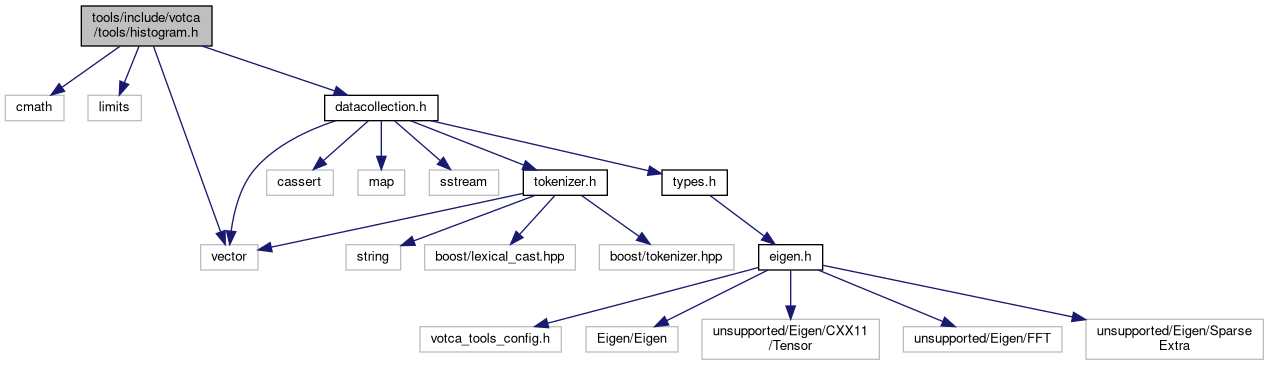 tools/include/votca
/tools/histogram.h
cmath
limits
datacollection.h
cassert
map
sstream
tokenizer.h
types.h
vector
string
boost/lexical_cast.hpp
boost/tokenizer.hpp
eigen.h
votca_tools_config.h
Eigen/Eigen
unsupported/Eigen/CXX11
/Tensor
unsupported/Eigen/FFT
unsupported/Eigen/Sparse
Extra